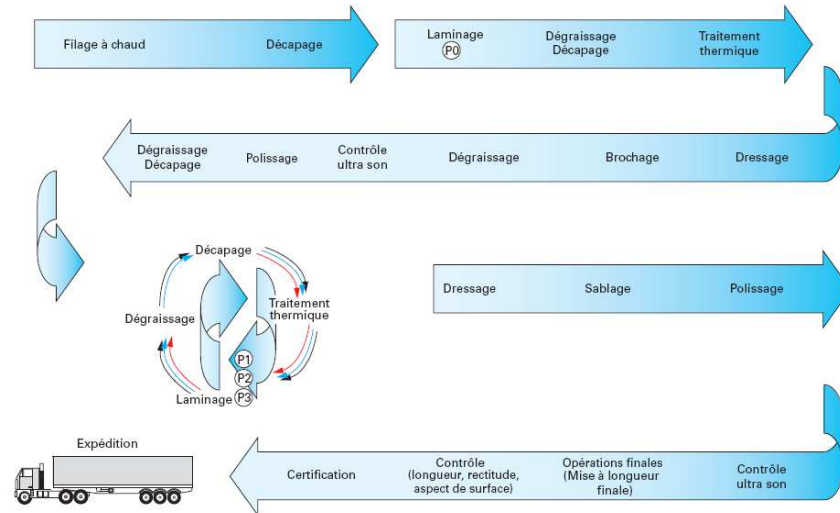 Filage à chaud
Décapage
Laminage
P0
Dégraissage
Décapage
Traitement
thermique
Dégraissage
Décapage
Polissage
Contrôle
ultra son
Dégraissage
Brochage
Dressage
Décapage
Dégraissage
Traitement
thermique
P1
P2
P3
Laminage
Dressage
Sablage
Polissage
Expédition
Certification
Contrôle
(longueur, rectitude,
aspect de surface)
Opérations finales
(Mise à longueur
finale)
Contrôle
ultra son